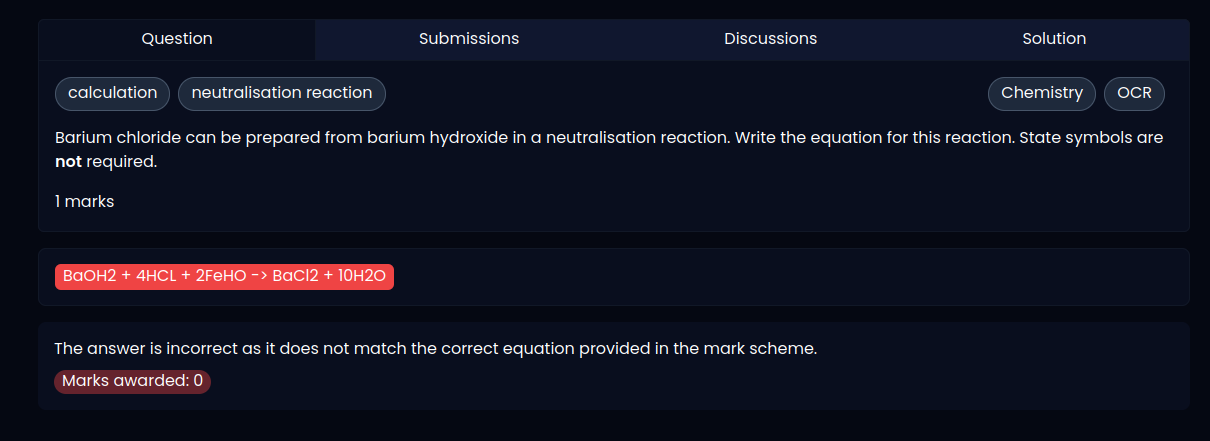 Question Submissions Discussions Solution
calculation neutralisation reaction Chemistry OCR
Barium chloride can be prepared from barium hydroxide in a neutralisation reaction. Write the equation for this reaction. State symbols are
not required.
1 marks
BaOH2 + 4HCL + 2FeHO -> BaCl2 + 10H2O
The answer is incorrect as it does not match the correct equation provided in the mark scheme.
Marks awarded: 0